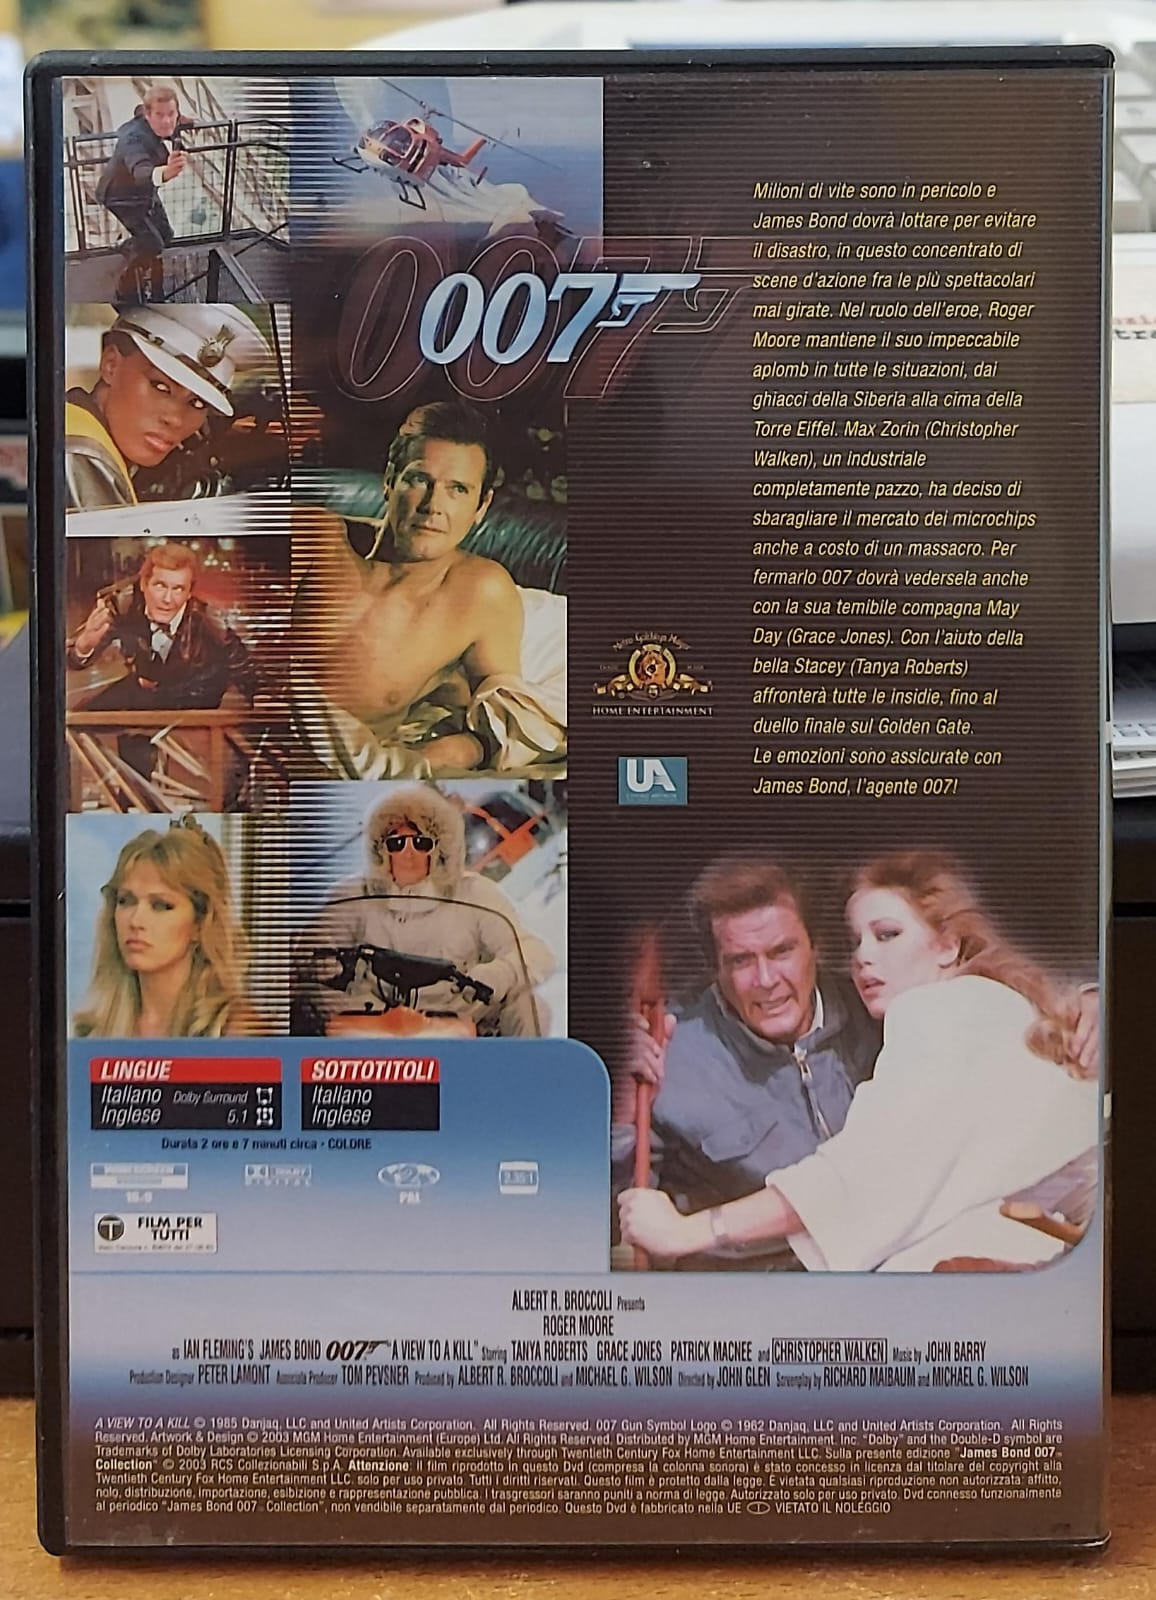 007
Milioni di vite sono in pericolo e
James Bond dovrà lottare per evitare
il disastro, in questo concentrato di
scene d'azione fra le più spettacolari
mai girate. Nel ruolo dell'eroe, Roger
Moore mantiene il suo impeccabile
aplomb in tutte le situazioni, dai
ghiacci della Siberia alla cima della
Torre Eiffel. Max Zorin (Christopher
Walken), un industriale
completamente pazzo, ha deciso di
sbaragliare il mercato dei microchips
anche a costo di un massacro. Per
fermarlo 007 dovrà vedersela anche
con la sua temibile compagna May
Day (Grace Jones). Con l'aiuto della
bella Stacey (Tanya Roberts)
affronterà tutte le insidie, fino al
duello finale sul Golden Gate.
Le emozioni sono assicurate con
James Bond, l'agente 007!
Metro Goldwyn Mayer
HOME ENTERTAINMENT
UA
LINGUE
Italiano Dolby Surround
Inglese 5.1
SOTTOTITOLI
Italiano
Inglese
Durata 2 ore e 7 minuti circa - COLORE
16:9
DOLBY
DIGITAL
2
PAL
2.35:1
T FILM PER
TUTTI
ALBERT R. BROCCOLI Presents
ROGER MOORE
as IAN FLEMING'S JAMES BOND 007 "A VIEW TO A KILL" Starring TANYA ROBERTS GRACE JONES PATRICK MACNEE and CHRISTOPHER WALKEN Music by JOHN BARRY
Production Designer PETER LAMONT Associate Producer TOM PEVSNER Produced by ALBERT R. BROCCOLI and MICHAEL G. WILSON Directed by JOHN GLEN Screenplay by RICHARD MAIBAUM and MICHAEL G. WILSON
A VIEW TO A KILL © 1985 Danjaq, LLC and United Artists Corporation. All Rights Reserved. 007 Gun Symbol Logo © 1962 Danjaq, LLC and United Artists Corporation. All Rights
Reserved. Artwork & Design © 2003 MGM Home Entertainment (Europe) Ltd. All Rights Reserved. Distributed by MGM Home Entertainment, Inc. "Dolby" and the Double-D symbol are
Trademarks of Dolby Laboratories Licensing Corporation. Available exclusively through Twentieth Century Fox Home Entertainment LLC. Sulla presente edizione "James Bond 007 -
Collection" © 2003 RCS Collezionabili S.p.A. Attenzione: il film riprodotto in questo Dvd (compresa la colonna sonora) è stato concesso in licenza dal titolare del copyright alla
Twentieth Century Fox Home Entertainment LLC. solo per uso privato. Tutti i diritti riservati. Questo film è protetto dalla legge. È vietata qualsiasi riproduzione non autorizzata: affitto,
nolo, distribuzione, importazione, esibizione e rappresentazione pubblica. I trasgressori saranno puniti a norma di legge. Autorizzato solo per uso privato. Dvd connesso funzionalmente
al periodico "James Bond 007 - Collection", non vendibile separatamente dal periodico. Questo Dvd è fabbricato nella UE VIETATO IL NOLEGGIO